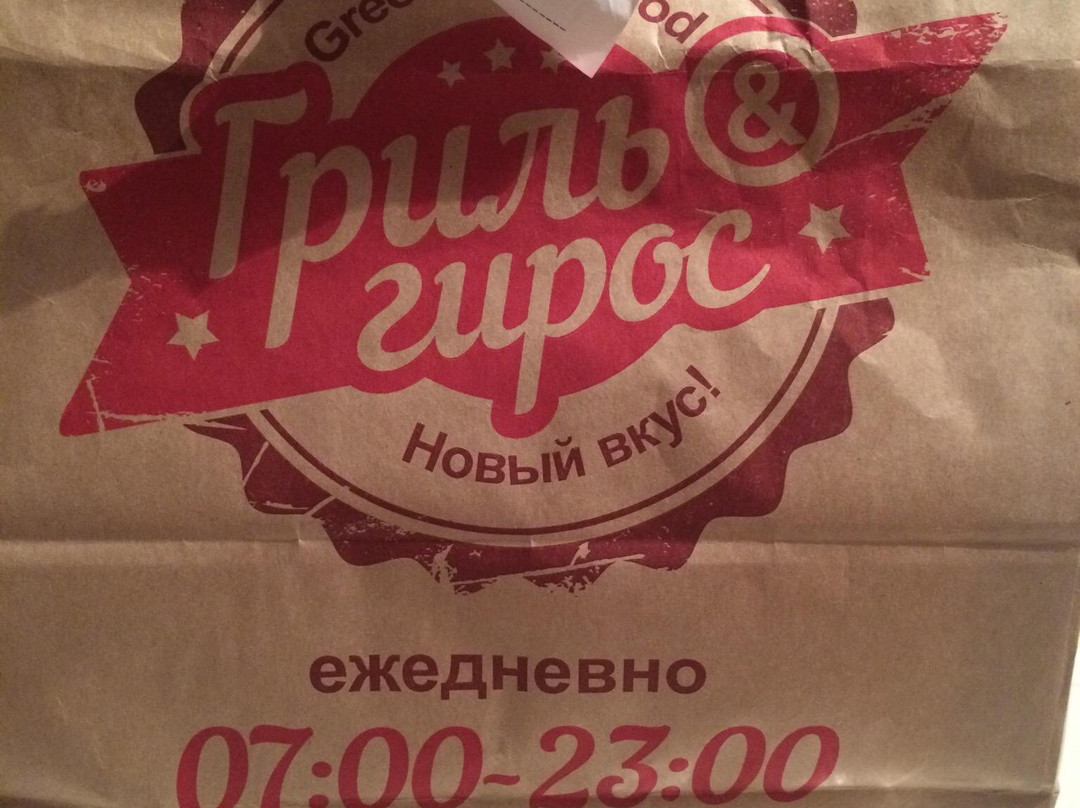 Гриль &
гирос
Новый вкус!
ежедневно
07:00~23:00